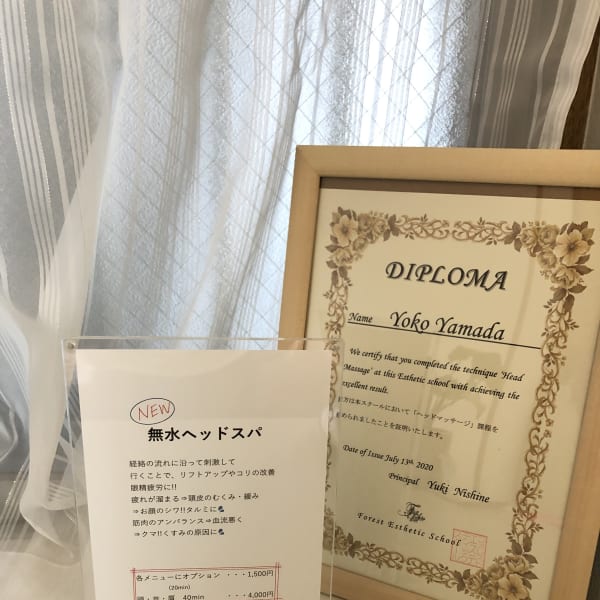 DIPLOMA
Name Yoko Yamada
We certify that you completed the technique 'Head
Massage' at this Esthetic school with achieving the
excellent result.
方は本スクールにおいて「ヘッドマッサージ」課程を
められましたことを証明いたします。
Date of Issue July 13th, 2020
Principal Yuki Nishine
Forest Esthetic School
NEW
無水ヘッドスパ
経絡の流れに沿って刺激して
行くことで、リフトアップやコリの改善
眼精疲労に!!
疲れが溜まる⇒頭皮のむくみ・緩み
⇒お顔のシワ!!タルミに
筋肉のアンバランス⇒血流悪く
⇒クマ!!くすみの原因に
各メニューにオプション ・・・1,500円
(20min)
頭・首・肩 40min ・・・4,000円